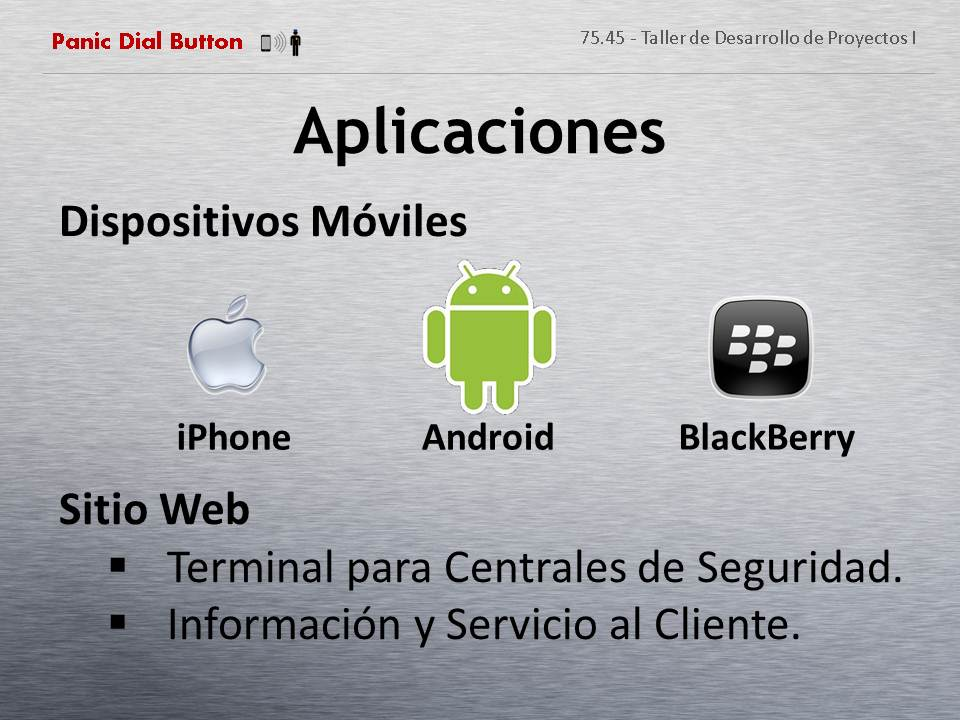 Panic Dial Button
75.45 - Taller de Desarrollo de Proyectos I
Aplicaciones
Dispositivos Móviles
iPhone Android BlackBerry
Sitio Web
▪ Terminal para Centrales de Seguridad.
▪ Información y Servicio al Cliente.